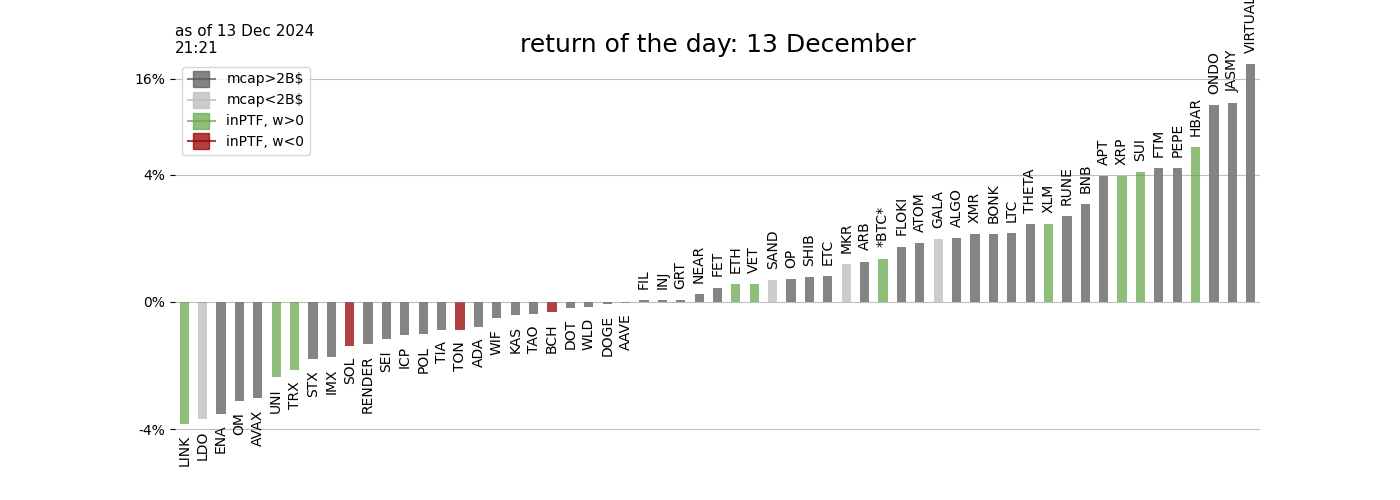 as of 13 Dec 2024
21:21
return of the day: 13 December
mcap>2B$
mcap<2B$
inPTF, w>0
inPTF, w<0
16%
4%
0%
-4%
LINK
LDO
ENA
OM
AVAX
UNI
TRX
STX
IMX
SOL
RENDER
SEI
ICP
POL
TIA
TON
ADA
WIF
KAS
TAO
BCH
DOT
WLD
DOGE
AAVE
FIL
INJ
GRT
NEAR
FET
ETH
VET
SAND
OP
SHIB
ETC
MKR
ARB
*BTC*
FLOKI
ATOM
GALA
ALGO
XMR
BONK
LTC
THETA
XLM
RUNE
BNB
APT
XRP
SUI
FTM
PEPE
HBAR
ONDO
JASMY
VIRTUAL